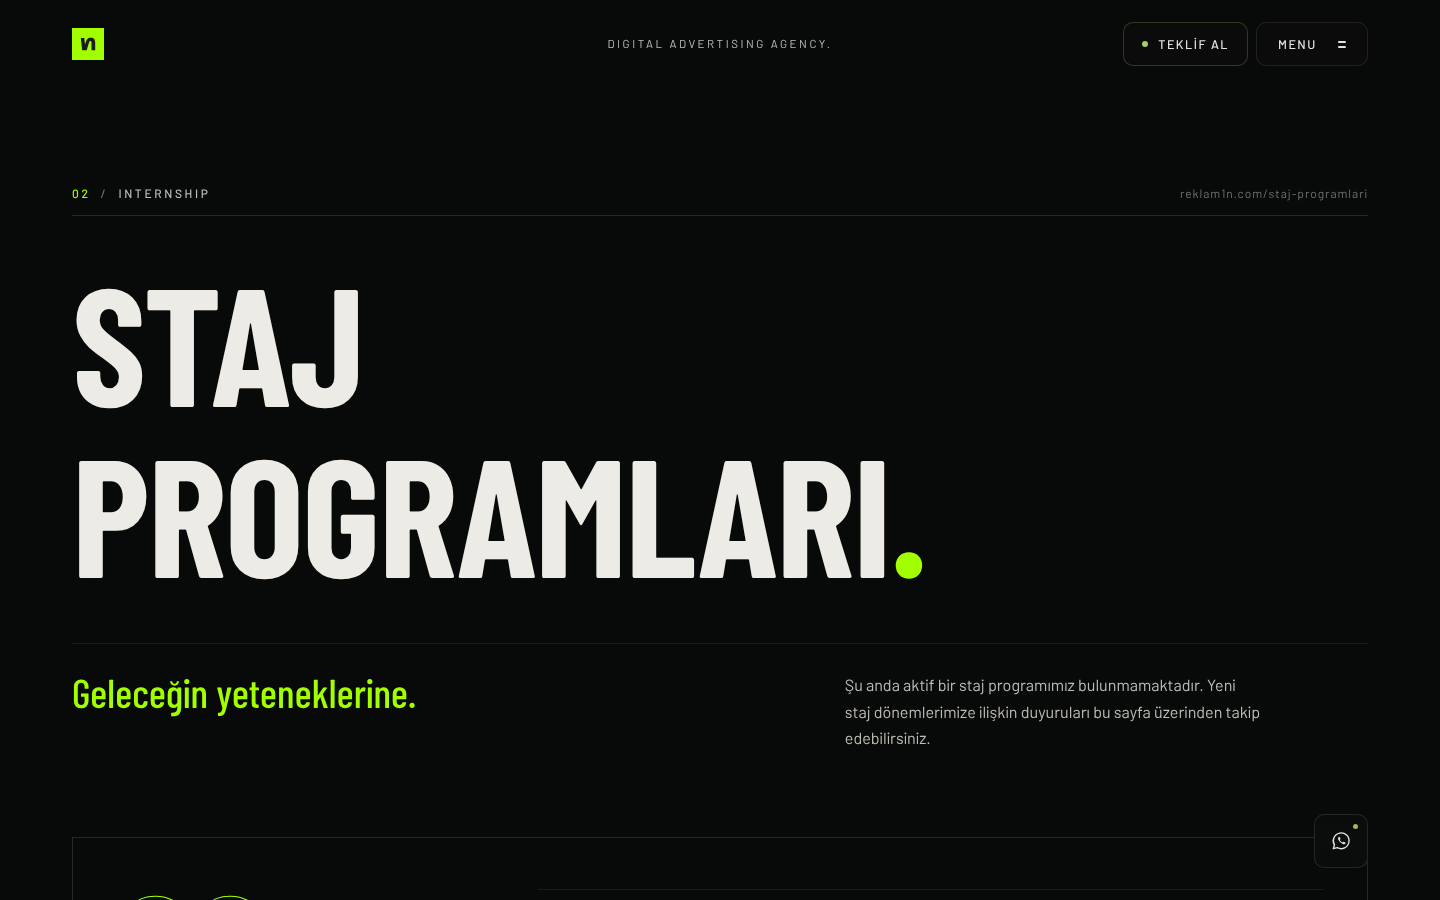 n
DIGITAL ADVERTISING AGENCY.
TEKLİF AL
MENU
02 / INTERNSHIP
reklam1n.com/staj-programlari
STAJ
PROGRAMLARI.
Geleceğin yeteneklerine.
Şu anda aktif bir staj programımız bulunmamaktadır. Yeni
staj dönemlerimize ilişkin duyuruları bu sayfa üzerinden takip
edebilirsiniz.